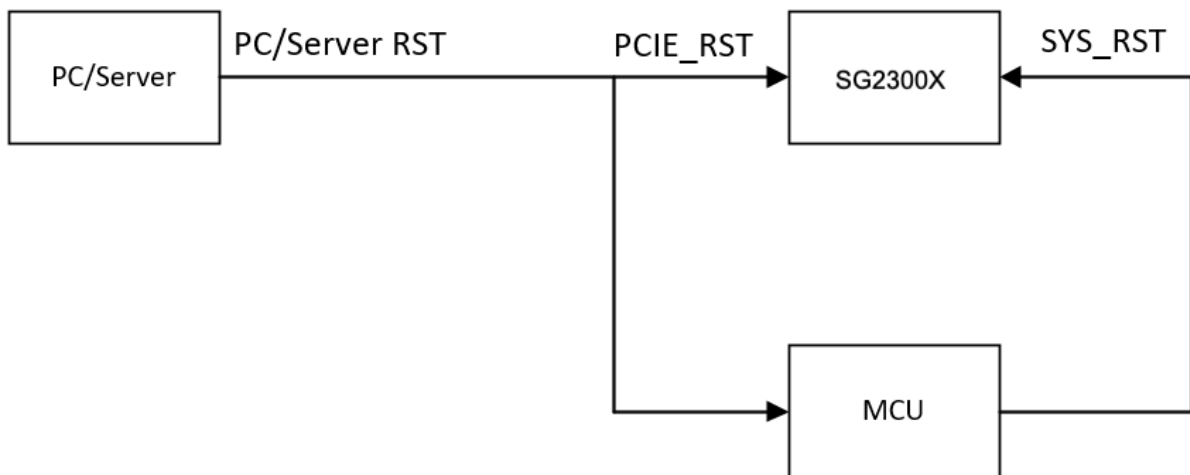 PC/Server
PC/Server RST
PCIE_RST
SG2300X
SYS_RST
MCU